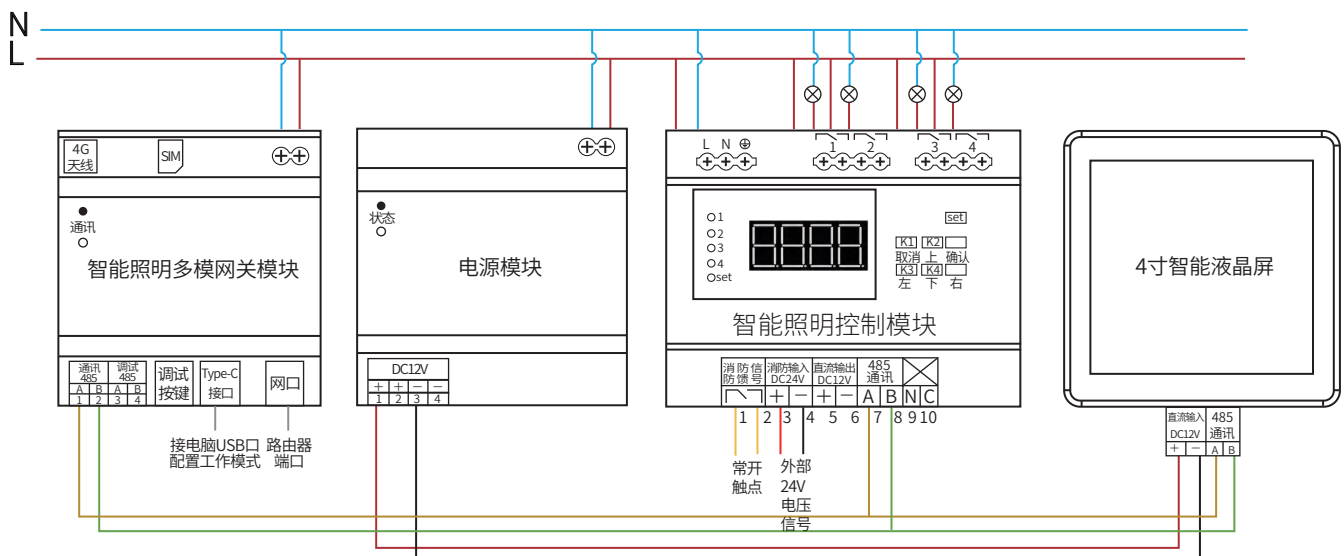 N
L
4G
天线
SIM
通讯
智能照明多模网关模块
通讯
485
调试
485
A B A B
1 2 3 4
调试
按键
Type-C
接口
网口
接电脑USB口
配置工作模式
路由器
端口
状态
电源模块
DC12V
+ + - -
1 2 3 4
L N
1 2 3 4
1
2
3
4
set
set
K1 K2
取消 上 确认
K3 K4
左 下 右
智能照明控制模块
消防信
防馈号
消防输入
DC24V
直流输出
DC12V
485
通讯
+ - + - A B N C
1 2 3 4 5 6 7 8 9 10
常开
触点
外部
24V
电压
信号
4寸智能液晶屏
直流输入
DC12V
485
通讯
+ - A B